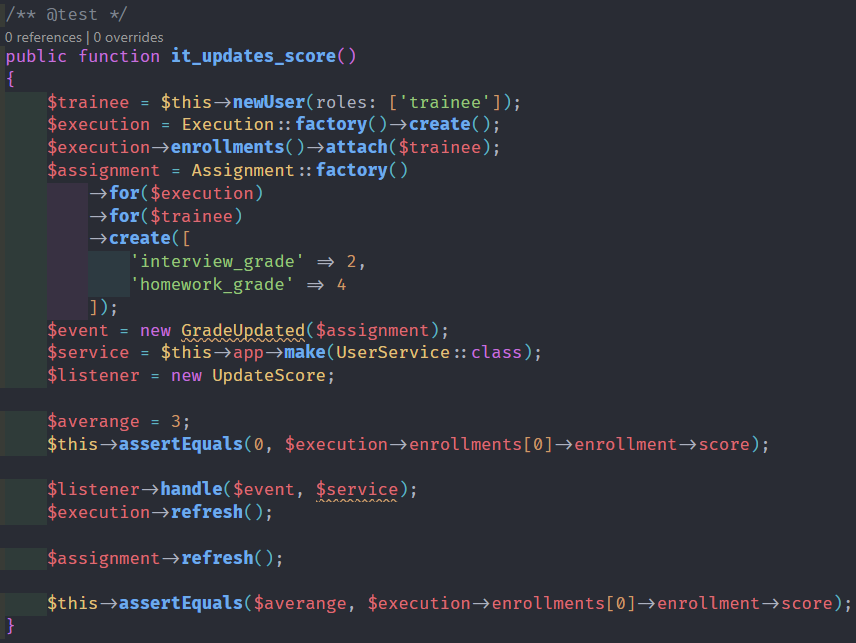 /** @test */
0 references | 0 overrides
public function it_updates_score()
{
$trainee = $this->newUser(roles: ['trainee']);
$execution = Execution::factory()->create();
$execution->enrollments()->attach($trainee);
$assignment = Assignment::factory()
->for($execution)
->for($trainee)
->create([
'interview_grade' => 2,
'homework_grade' => 4
]);
$event = new GradeUpdated($assignment);
$service = $this->app->make(UserService::class);
$listener = new UpdateScore;
$averange = 3;
$this->assertEquals(0, $execution->enrollments[0]->enrollment->score);
$listener->handle($event, $service);
$execution->refresh();
$assignment->refresh();
$this->assertEquals($averange, $execution->enrollments[0]->enrollment->score);
}